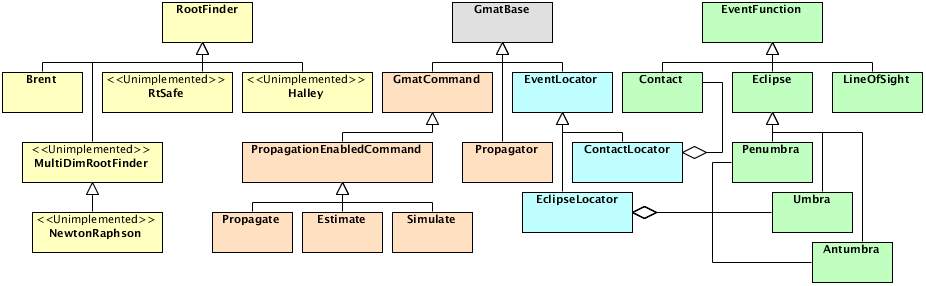 RootFinder
GmatBase
EventFunction
Brent
<<Unimplemented>>
RtSafe
<<Unimplemented>>
Halley
GmatCommand
EventLocator
Contact
Eclipse
LineOfSight
<<Unimplemented>>
MultiDimRootFinder
PropagationEnabledCommand
Propagator
ContactLocator
Penumbra
EclipseLocator
Umbra
<<Unimplemented>>
NewtonRaphson
Propagate
Estimate
Simulate
Antumbra